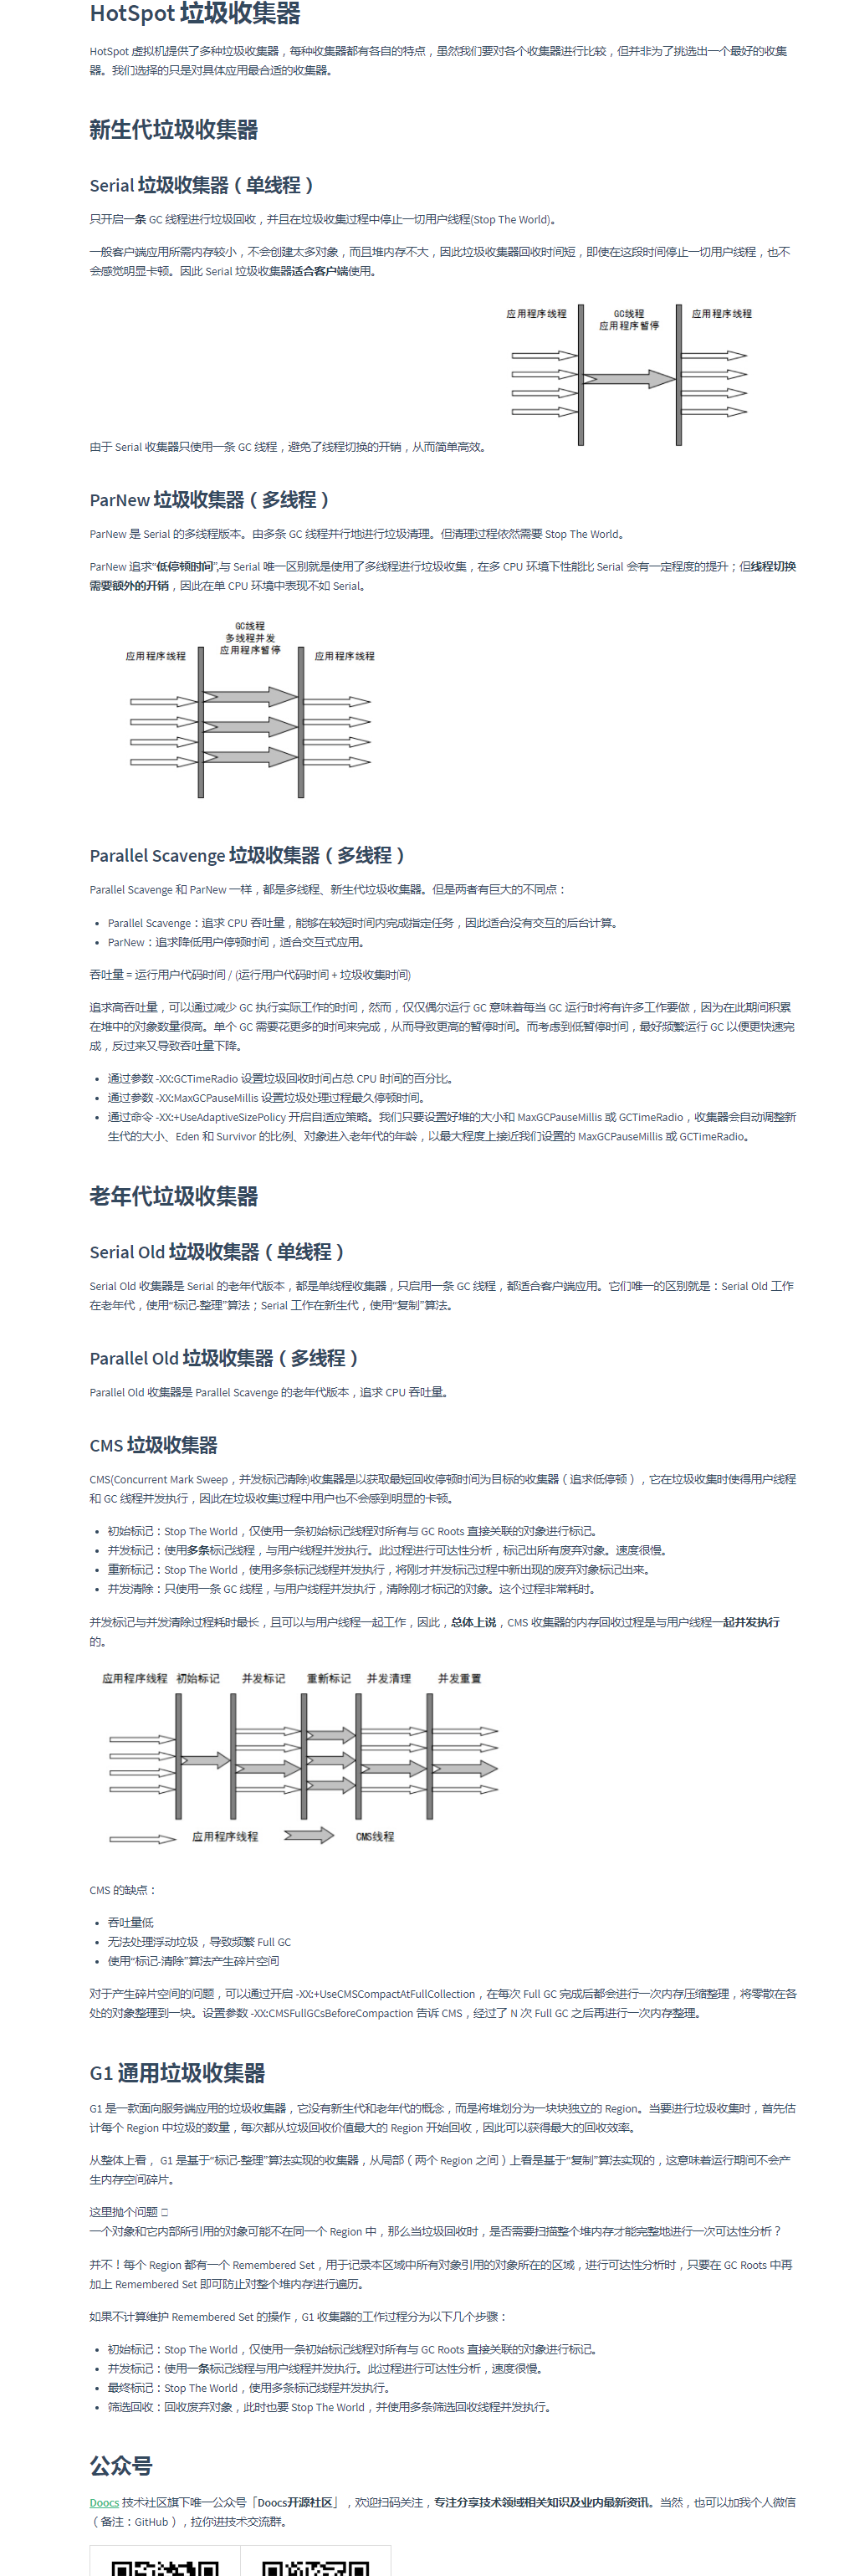 HotSpot 垃圾收集器
HotSpot 虚拟机提供了多种垃圾收集器，每种收集器都有各自的特点，虽然我们要对各个收集器进行比较，但并非为了挑选出一个最好的收集
器。我们选择的只是对具体应用最合适的收集器。
新生代垃圾收集器
Serial 垃圾收集器（单线程）
只开启一条 GC 线程进行垃圾回收，并且在垃圾收集过程中停止一切用户线程(Stop The World)。
一般客户端应用所需内存较小，不会创建太多对象，而且堆内存不大，因此垃圾收集器回收时间短，即使在这段时间停止一切用户线程，也不
会感觉明显卡顿。因此 Serial 垃圾收集器适合客户端使用。
应用程序线程 GC线程 应用程序线程
应用程序暂停
由于 Serial 收集器只使用一条 GC 线程，避免了线程切换的开销，从而简单高效。
ParNew 垃圾收集器（多线程）
ParNew 是 Serial 的多线程版本。由多条 GC 线程并行地进行垃圾清理。但清理过程依然需要 Stop The World。
ParNew 追求“低停顿时间”,与 Serial 唯一区别就是使用了多线程进行垃圾收集，在多 CPU 环境下性能比 Serial 会有一定程度的提升；但线程切换
需要额外的开销，因此在单 CPU 环境中表现不如 Serial。
GC线程
多线程并发
应用程序线程 应用程序暂停 应用程序线程
Parallel Scavenge 垃圾收集器（多线程）
Parallel Scavenge 和 ParNew 一样，都是多线程、新生代垃圾收集器。但是两者有巨大的不同点：
• Parallel Scavenge：追求 CPU 吞吐量，能够在较短时间内完成指定任务，因此适合没有交互的后台计算。
• ParNew：追求降低用户停顿时间，适合交互式应用。
吞吐量 = 运行用户代码时间 / (运行用户代码时间 + 垃圾收集时间)
追求高吞吐量，可以通过减少 GC 执行实际工作的时间，然而，仅仅偶尔运行 GC 意味着每当 GC 运行时将有许多工作要做，因为在此期间积累
在堆中的对象数量很高。单个 GC 需要花更多的时间来完成，从而导致更高的暂停时间。而考虑到低暂停时间，最好频繁运行 GC 以便更快速完
成，反过来又导致吞吐量下降。
• 通过参数 -XX:GCTimeRadio 设置垃圾回收时间占总 CPU 时间的百分比。
• 通过参数 -XX:MaxGCPauseMillis 设置垃圾处理过程最久停顿时间。
• 通过命令 -XX:+UseAdaptiveSizePolicy 开启自适应策略。我们只要设置好堆的大小和 MaxGCPauseMillis 或 GCTimeRadio，收集器会自动调整新
生代的大小、Eden 和 Survivor 的比例、对象进入老年代的年龄，以最大程度上接近我们设置的 MaxGCPauseMillis 或 GCTimeRadio。
老年代垃圾收集器
Serial Old 垃圾收集器（单线程）
Serial Old 收集器是 Serial 的老年代版本，都是单线程收集器，只启用一条 GC 线程，都适合客户端应用。它们唯一的区别就是：Serial Old 工作
在老年代，使用“标记-整理”算法；Serial 工作在新生代，使用“复制”算法。
Parallel Old 垃圾收集器（多线程）
Parallel Old 收集器是 Parallel Scavenge 的老年代版本，追求 CPU 吞吐量。
CMS 垃圾收集器
CMS(Concurrent Mark Sweep，并发标记清除)收集器是以获取最短回收停顿时间为目标的收集器（追求低停顿），它在垃圾收集时使得用户线程
和 GC 线程并发执行，因此在垃圾收集过程中用户也不会感到明显的卡顿。
• 初始标记：Stop The World，仅使用一条初始标记线程对所有与 GC Roots 直接关联的对象进行标记。
• 并发标记：使用多条标记线程，与用户线程并发执行。此过程进行可达性分析，标记出所有废弃对象。速度很慢。
• 重新标记：Stop The World，使用多条标记线程并发执行，将刚才并发标记过程中新出现的废弃对象标记出来。
• 并发清除：只使用一条 GC 线程，与用户线程并发执行，清除刚才标记的对象。这个过程非常耗时。
并发标记与并发清除过程耗时最长，且可以与用户线程一起工作，因此，总体上说，CMS 收集器的内存回收过程是与用户线程一起并发执行
的。
应用程序线程 初始标记 并发标记 重新标记 并发清理 并发重置
应用程序线程 CMS线程
CMS 的缺点：
• 吞吐量低
• 无法处理浮动垃圾，导致频繁 Full GC
• 使用“标记-清除”算法产生碎片空间
对于产生碎片空间的问题，可以通过开启 -XX:+UseCMSCompactAtFullCollection，在每次 Full GC 完成后都会进行一次内存压缩整理，将零散在各
处的对象整理到一块。设置参数 -XX:CMSFullGCsBeforeCompaction 告诉 CMS，经过了 N 次 Full GC 之后再进行一次内存整理。
G1 通用垃圾收集器
G1 是一款面向服务端应用的垃圾收集器，它没有新生代和老年代的概念，而是将堆划分为一块块独立的 Region。当要进行垃圾收集时，首先估
计每个 Region 中垃圾的数量，每次都从垃圾回收价值最大的 Region 开始回收，因此可以获得最大的回收效率。
从整体上看， G1 是基于“标记-整理”算法实现的收集器，从局部（两个 Region 之间）上看是基于“复制”算法实现的，这意味着运行期间不会产
生内存空间碎片。
这里抛个问题
一个对象和它内部所引用的对象可能不在同一个 Region 中，那么当垃圾回收时，是否需要扫描整个堆内存才能完整地进行一次可达性分析？
并不！每个 Region 都有一个 Remembered Set，用于记录本区域中所有对象引用的对象所在的区域，进行可达性分析时，只要在 GC Roots 中再
加上 Remembered Set 即可防止对整个堆内存进行遍历。
如果不计算维护 Remembered Set 的操作，G1 收集器的工作过程分为以下几个步骤：
• 初始标记：Stop The World，仅使用一条初始标记线程对所有与 GC Roots 直接关联的对象进行标记。
• 并发标记：使用一条标记线程与用户线程并发执行。此过程进行可达性分析，速度很慢。
• 最终标记：Stop The World，使用多条标记线程并发执行。
• 筛选回收：回收废弃对象，此时也要 Stop The World，并使用多条筛选回收线程并发执行。
公众号
Doocs 技术社区旗下唯一公众号「Doocs开源社区」，欢迎扫码关注，专注分享技术领域相关知识及业内最新资讯。当然，也可以加我个人微信
（备注：GitHub），拉你进技术交流群。